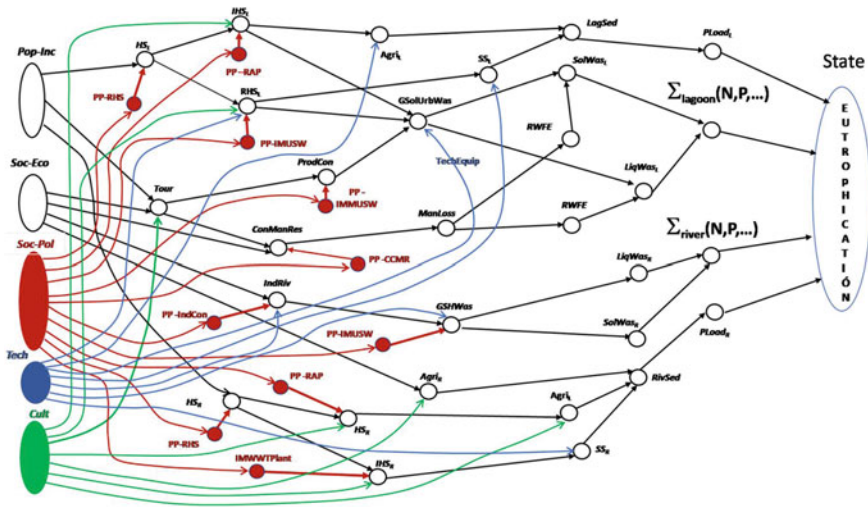 IHS_L
LagSed
Pop-Inc
HS_L
Agri_L
PLoad_L
State
PP-RAP
SS_L
SolWas_L
PP-RHS
RHS_L
GSolUrbWas
∑lagoon(N,P,...)
PP-IMUSW
TechEquip
RWFE
Soc-Eco
ProdCon
LiqWas_L
Tour
PP-IMMUSW
ManLoss
RWFE
EUTROPHICATIÓN
∑river(N,P,...)
Soc-Pol
ConManRes
PP-CCMR
LiqWas_R
IndRiv
GSHWas
PP-IndCon
PP-IMUSW
SolWas_R
PLoad_R
Tech
PP-RAP
Agri_R
RivSed
HS_R
Agri_L
Cult
PP-RHS
HS_R
SS_R
IMWWTPlant
IHS_R